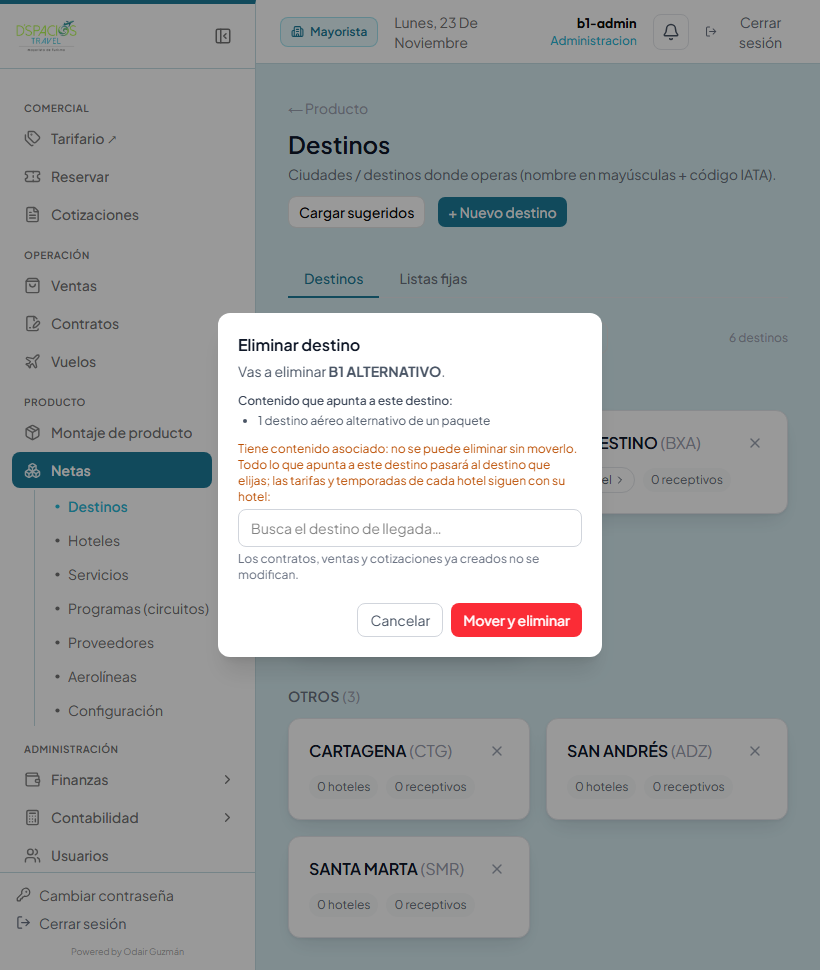 D'SPACIOS
TRAVEL
Mayorista
Lunes, 23 De
Noviembre
b1-admin
Administracion
Cerrar
sesión
COMERCIAL
Tarifario ↗
Reservar
Cotizaciones
OPERACIÓN
Ventas
Contratos
Vuelos
PRODUCTO
Montaje de producto
Netas
• Destinos
• Hoteles
• Servicios
• Programas (circuitos)
• Proveedores
• Aerolíneas
• Configuración
ADMINISTRACIÓN
Finanzas
Contabilidad
Usuarios
Cambiar contraseña
Cerrar sesión
Powered by Odair Guzmán
← Producto
Destinos
Ciudades / destinos donde operas (nombre en mayúsculas + código IATA).
Cargar sugeridos
+ Nuevo destino
Destinos
Listas fijas
6 destinos
ESTINO (BXA)
el
0 receptivos
Eliminar destino
Vas a eliminar B1 ALTERNATIVO.
Contenido que apunta a este destino:
• 1 destino aéreo alternativo de un paquete
Tiene contenido asociado: no se puede eliminar sin moverlo.
Todo lo que apunta a este destino pasará al destino que
elijas; las tarifas y temporadas de cada hotel siguen con su
hotel:
Busca el destino de llegada…
Los contratos, ventas y cotizaciones ya creados no se
modifican.
Cancelar
Mover y eliminar
OTROS (3)
CARTAGENA (CTG)
0 hoteles
0 receptivos
SAN ANDRÉS (ADZ)
0 hoteles
0 receptivos
SANTA MARTA (SMR)
0 hoteles
0 receptivos